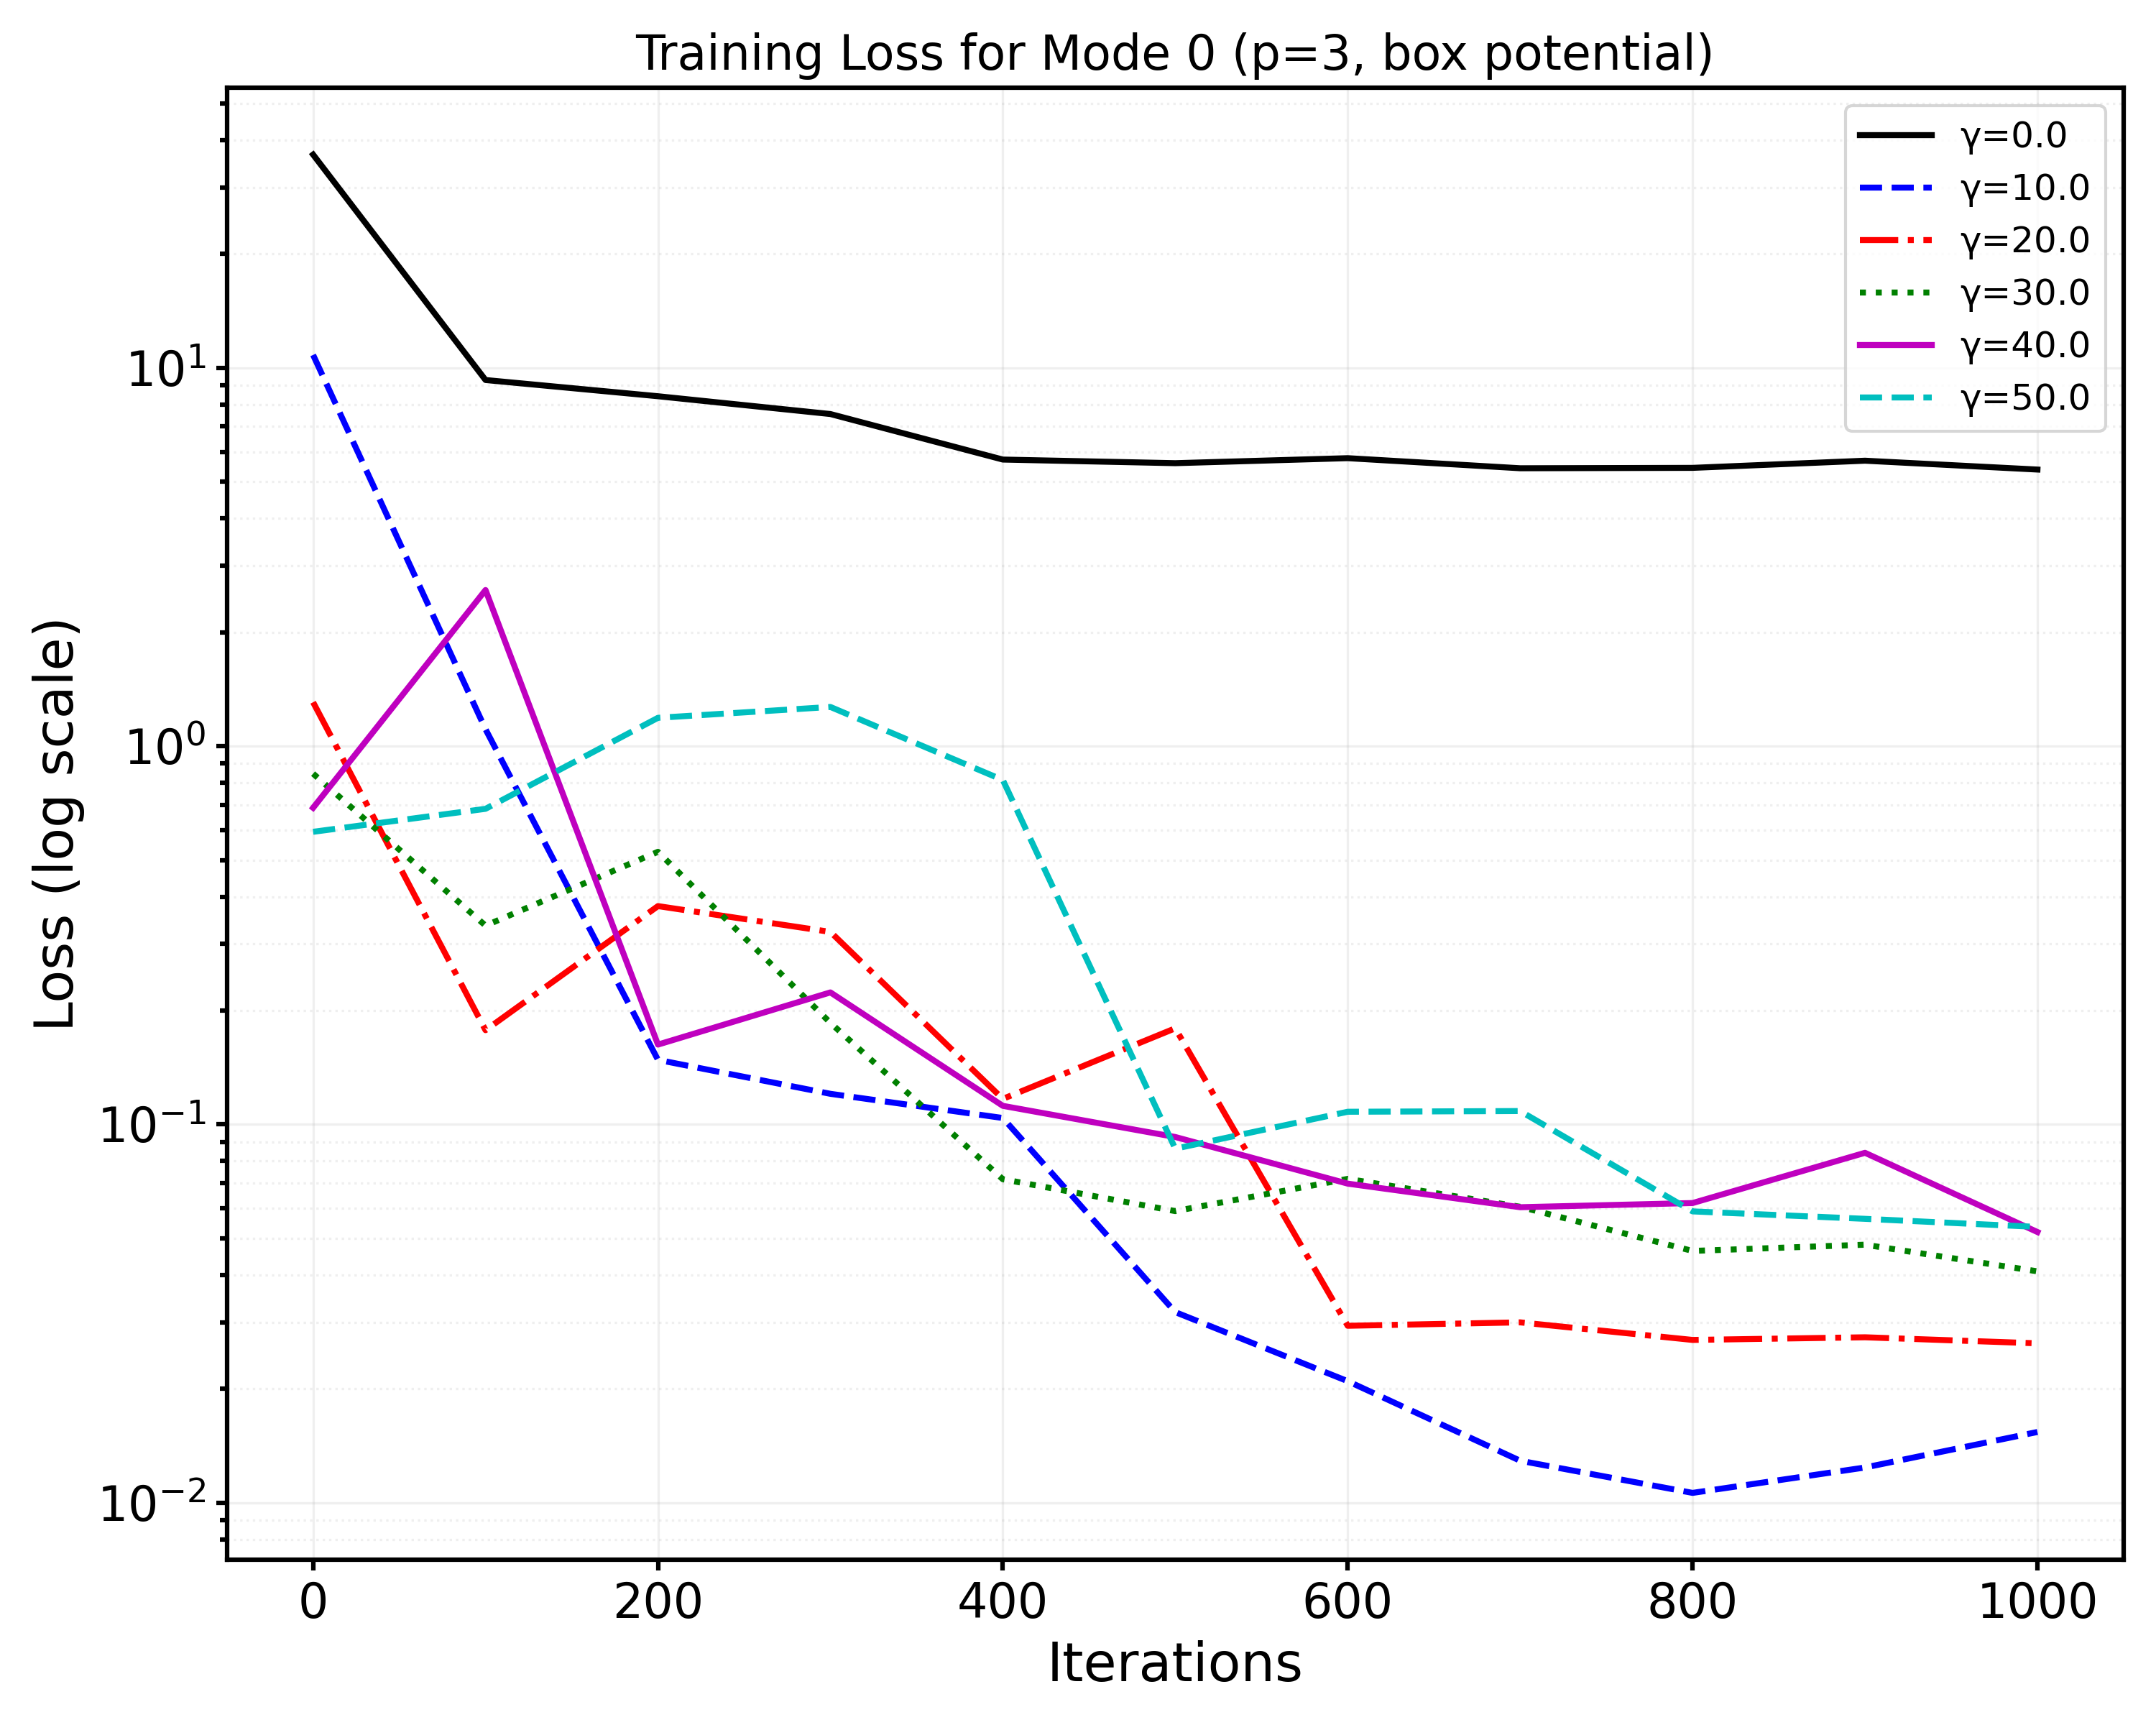 Training Loss for Mode 0 (p=3, box potential)
γ=0.0
γ=10.0
γ=20.0
γ=30.0
γ=40.0
γ=50.0
Loss (log scale)
10¹
10⁰
10⁻¹
10⁻²
0 200 400 600 800 1000
Iterations